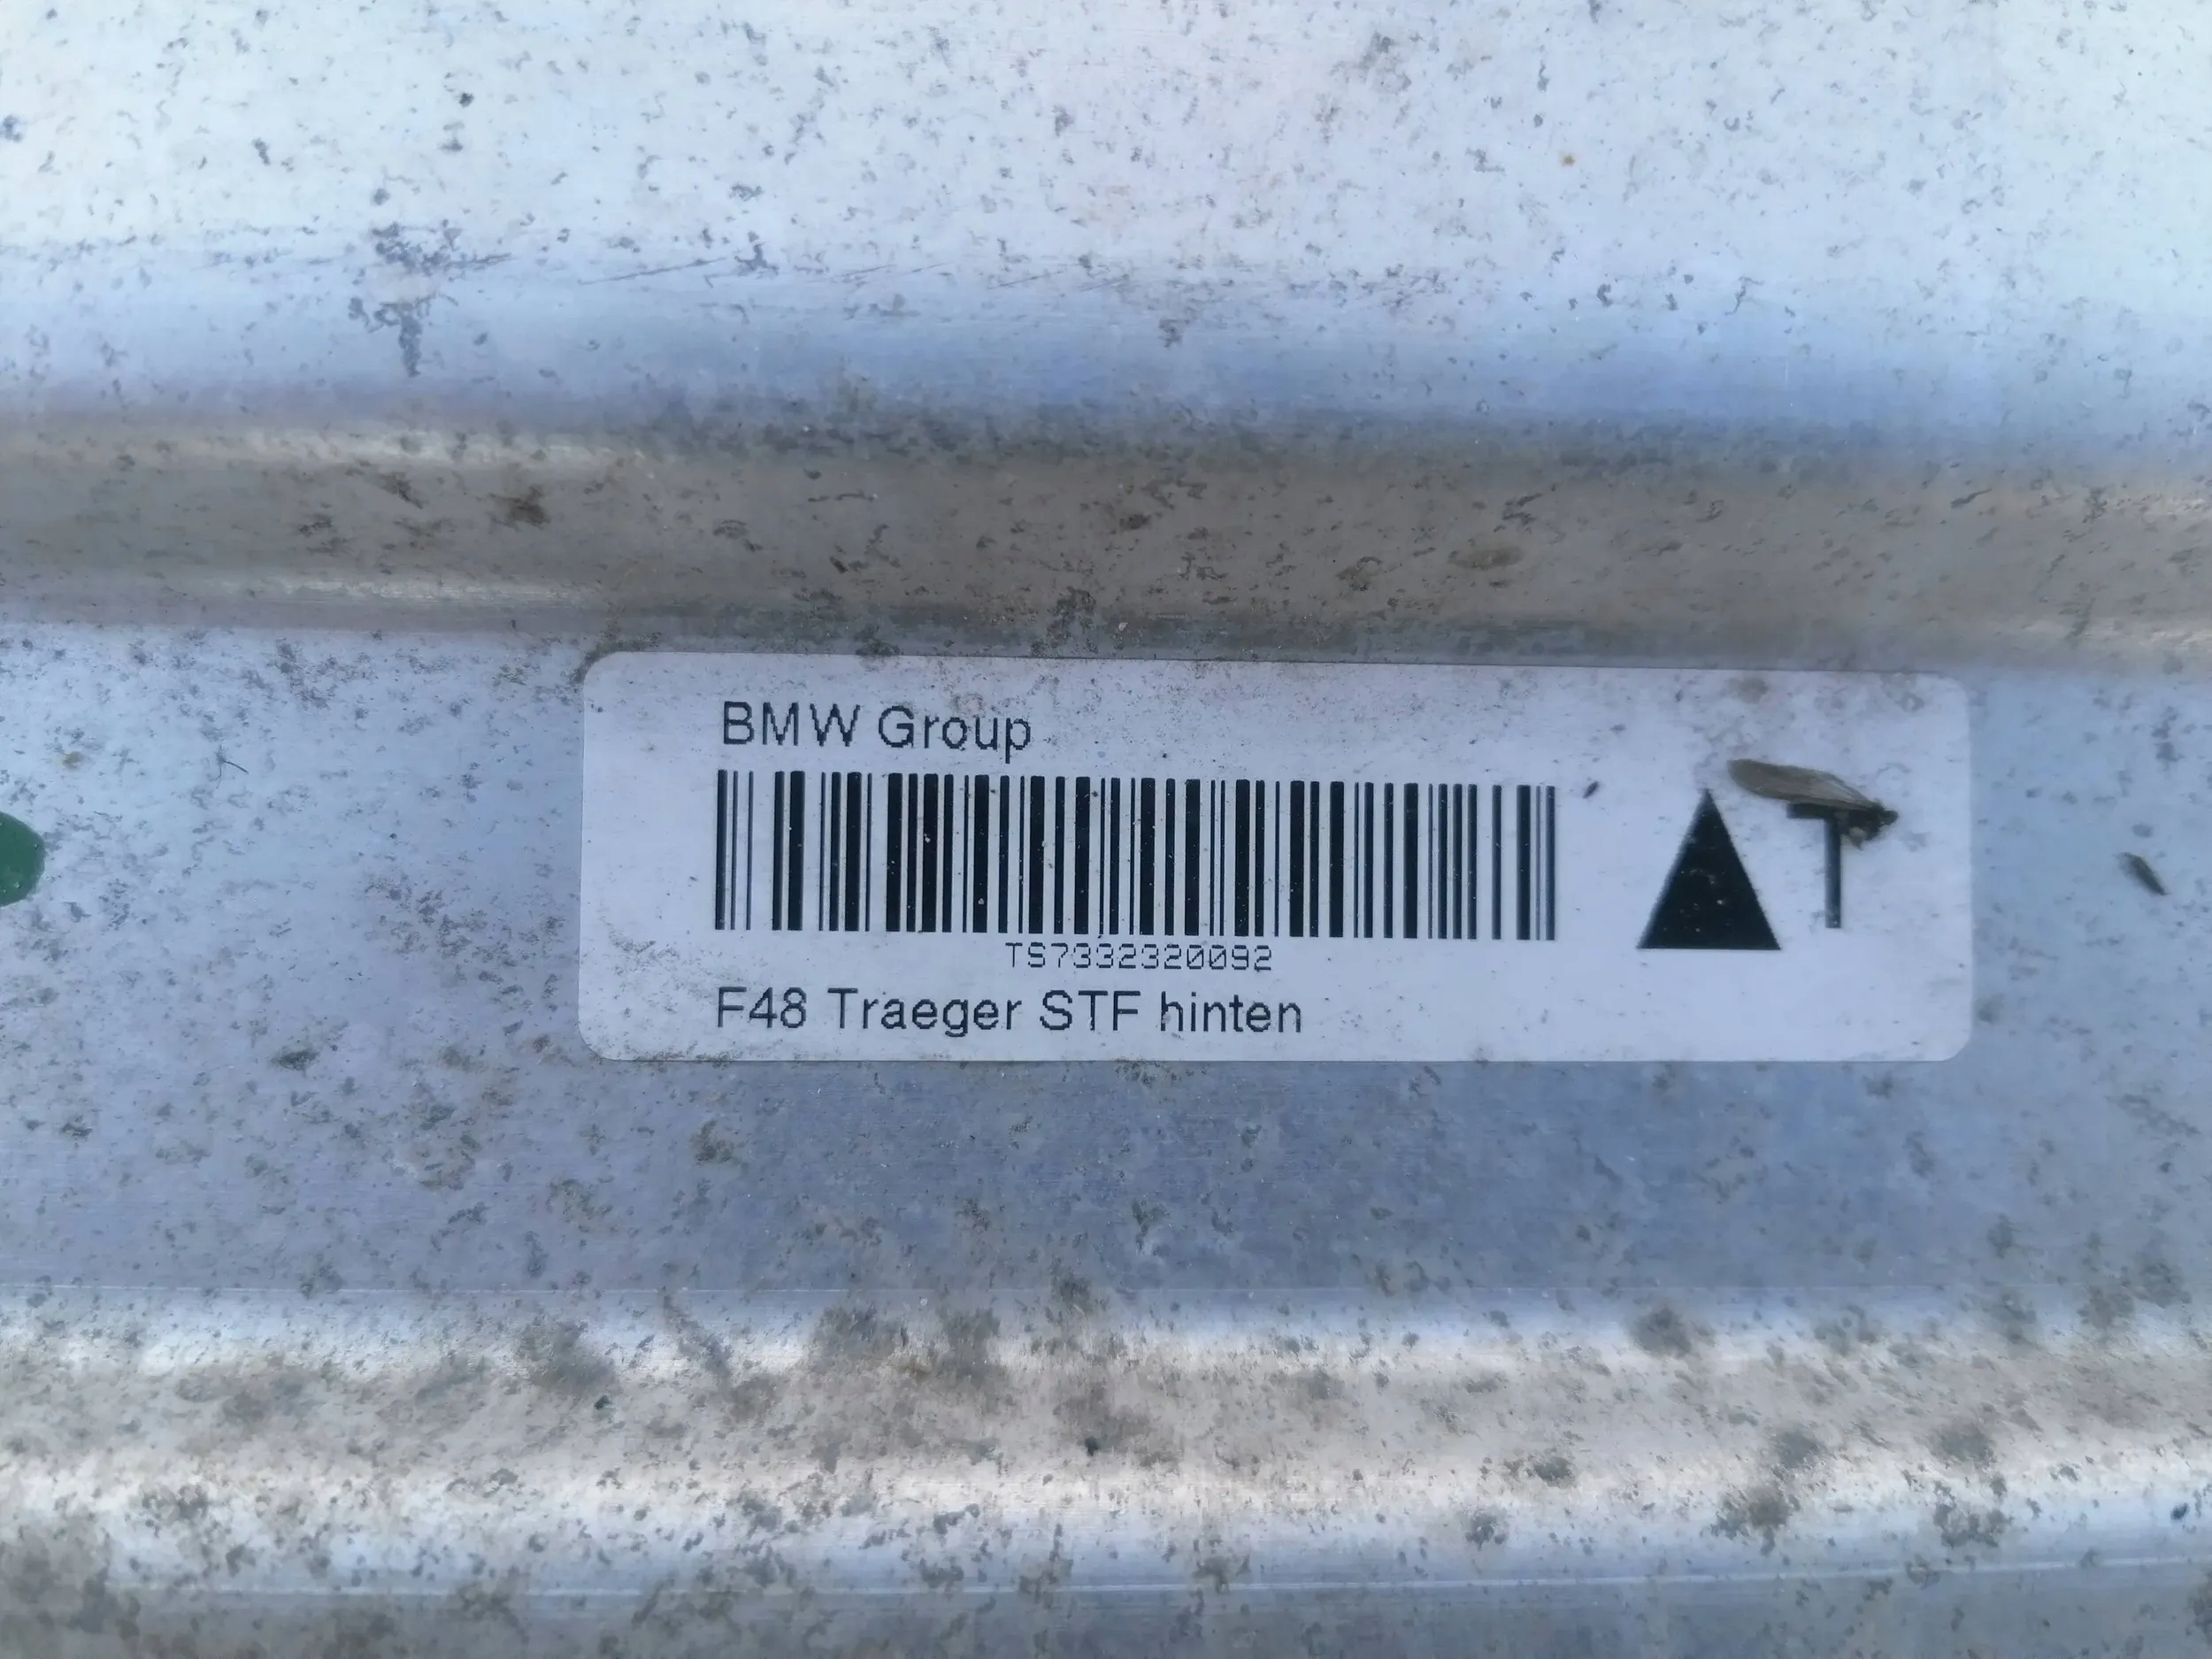 BMW Group
T
TS7332320092
F48 Traeger STF hinten